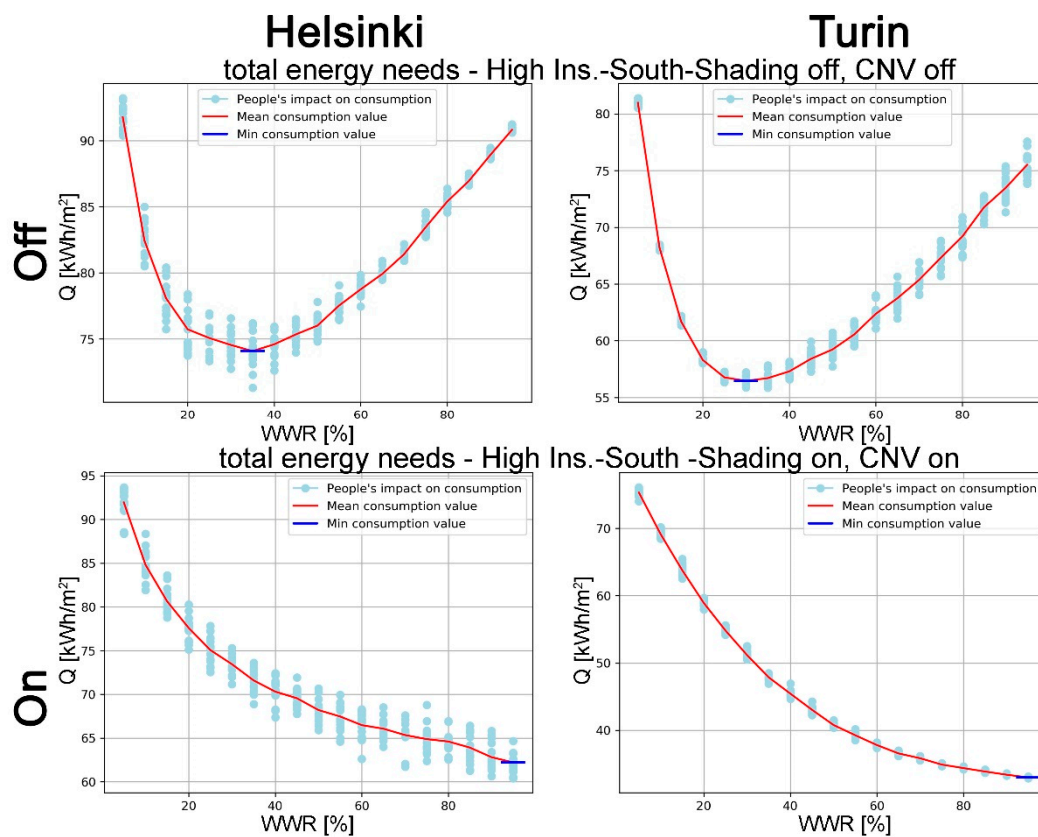 Helsinki
Turin
total energy needs - High Ins.-South-Shading off, CNV off
Off
Q [kWh/m²]
90
85
80
75
20
40
60
80
WWR [%]
People's impact on consumption
Mean consumption value
Min consumption value
Q [kWh/m²]
80
75
70
65
60
55
20
40
60
80
WWR [%]
People's impact on consumption
Mean consumption value
Min consumption value
total energy needs - High Ins.-South -Shading on, CNV on
On
Q [kWh/m²]
95
90
85
80
75
70
65
60
20
40
60
80
WWR [%]
People's impact on consumption
Mean consumption value
Min consumption value
Q [kWh/m²]
70
60
50
40
20
40
60
80
WWR [%]
People's impact on consumption
Mean consumption value
Min consumption value